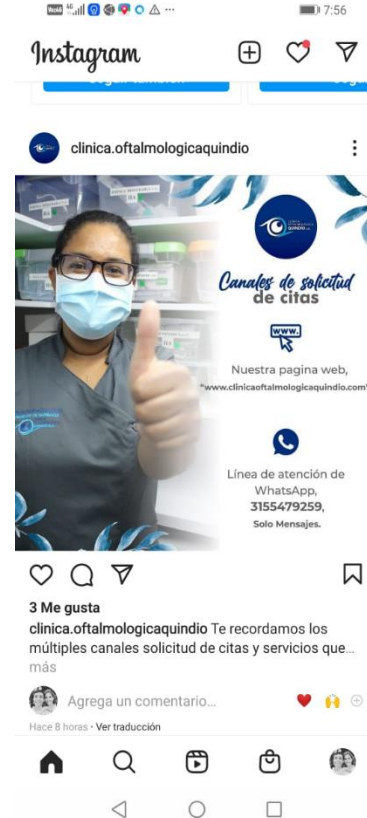 4G
7:56
Instagram
clinica.oftalmologicaquindio
QUINDIO
Canales de solicitud
de citas
www.
Nuestra pagina web,
"www.clinicaoftalmologicaquindio.com"
Línea de atención de
WhatsApp,
3155479259,
Solo Mensajes.
3 Me gusta
clinica.oftalmologicaquindio Te recordamos los
múltiples canales solicitud de citas y servicios que...
más
Agrega un comentario...
Hace 8 horas • Ver traducción